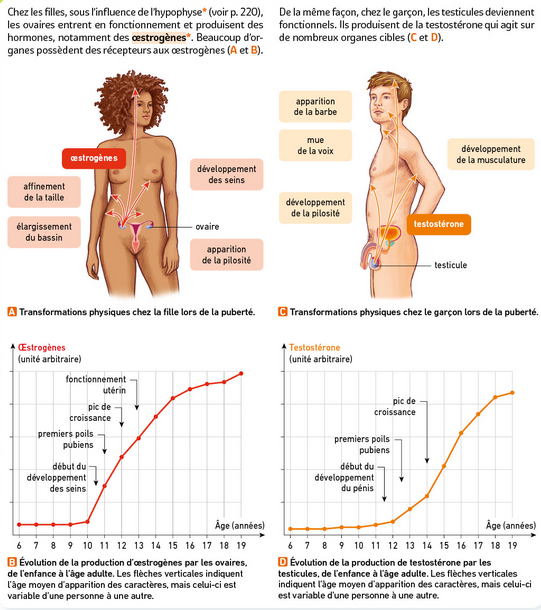 Chez les filles, sous l'influence de l'hypophyse* (voir p. 220),
les ovaires entrent en fonctionnement et produisent des
hormones, notamment des œstrogènes*. Beaucoup d'or-
ganes possèdent des récepteurs aux œstrogènes (A et B).
De la même façon, chez le garçon, les testicules deviennent
fonctionnels. Ils produisent de la testostérone qui agit sur
de nombreux organes cibles (C et D).
œstrogènes
affinement
de la taille
élargissement
du bassin
développement
des seins
ovaire
apparition
de la pilosité
A Transformations physiques chez la fille lors de la puberté.
apparition
de la barbe
mue
de la voix
développement
de la pilosité
développement
de la musculature
testostérone
testicule
C Transformations physiques chez le garçon lors de la puberté.
Œstrogènes
(unité arbitraire)
fonctionnement
utérin
pic de
croissance
premiers poils
pubiens
début du
développement
des seins
Âge (années)
6 7 8 9 10 11 12 13 14 15 16 17 18 19
B Évolution de la production d'œstrogènes par les ovaires,
de l'enfance à l'âge adulte. Les flèches verticales indiquent
l'âge moyen d'apparition des caractères, mais celui-ci est
variable d'une personne à une autre.
Testostérone
(unité arbitraire)
pic de
croissance
premiers poils
pubiens
début du
développement
du pénis
Âge (années)
6 7 8 9 10 11 12 13 14 15 16 17 18 19
D Évolution de la production de testostérone par les
testicules, de l'enfance à l'âge adulte. Les flèches verticales
indiquent l'âge moyen d'apparition des caractères, mais celui-ci
est variable d'une personne à une autre.